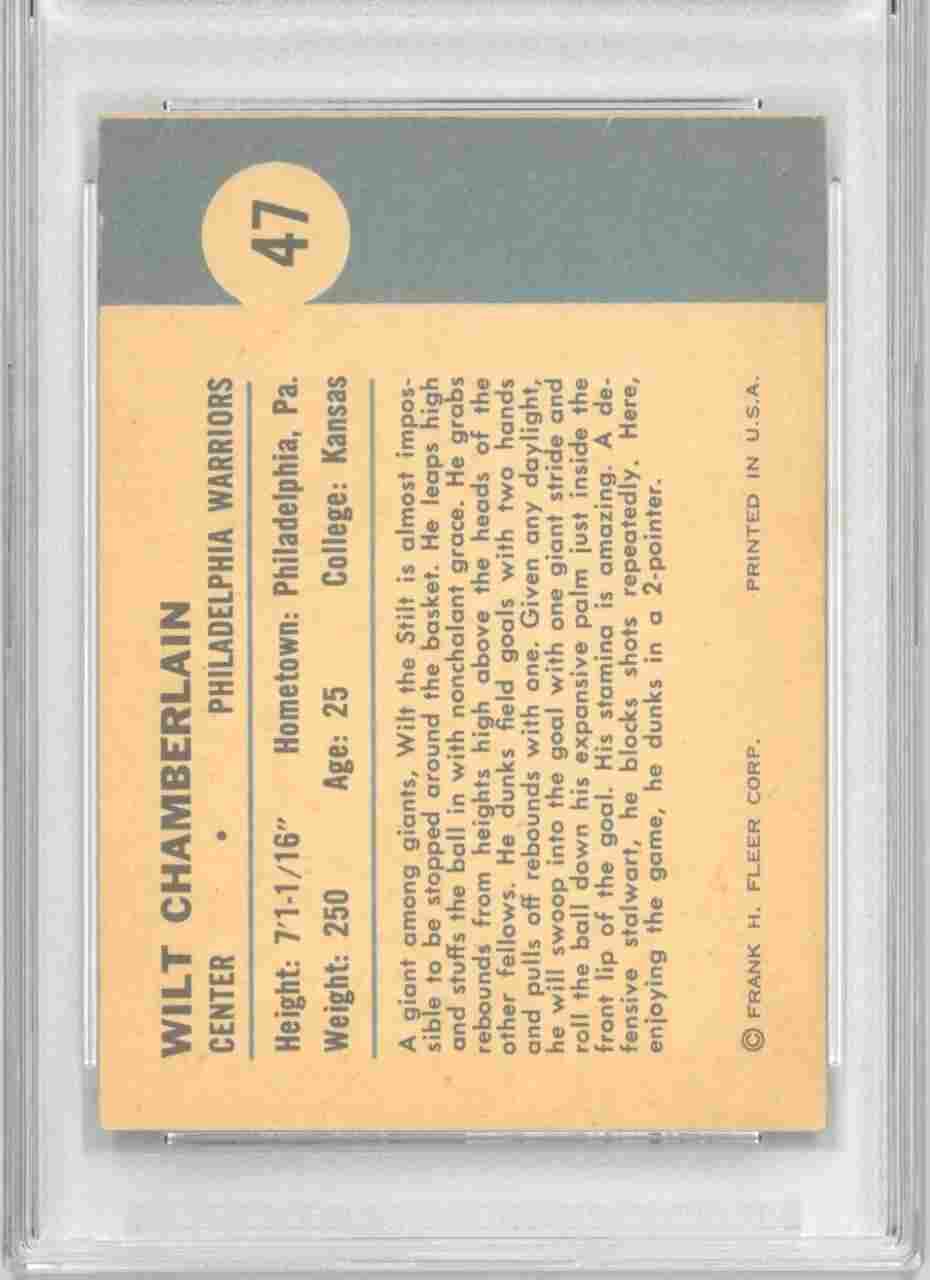 47
WILT CHAMBERLAIN
CENTER • PHILADELPHIA WARRIORS
Height: 7'1-1/16" Hometown: Philadelphia, Pa.
Weight: 250 Age: 25 College: Kansas
A giant among giants, Wilt the Stilt is almost impos-
sible to be stopped around the basket. He leaps high
and stuffs the ball in with nonchalant grace. He grabs
rebounds from heights high above the heads of the
other fellows. He dunks field goals with two hands
and pulls off rebounds with one. Given any daylight,
he will swoop into the goal with one giant stride and
roll the ball down his expansive palm just inside the
front lip of the goal. His stamina is amazing. A de-
fensive stalwart, he blocks shots repeatedly. Here,
enjoying the game, he dunks in a 2-pointer.
© FRANK H. FLEER CORP. PRINTED IN U.S.A.